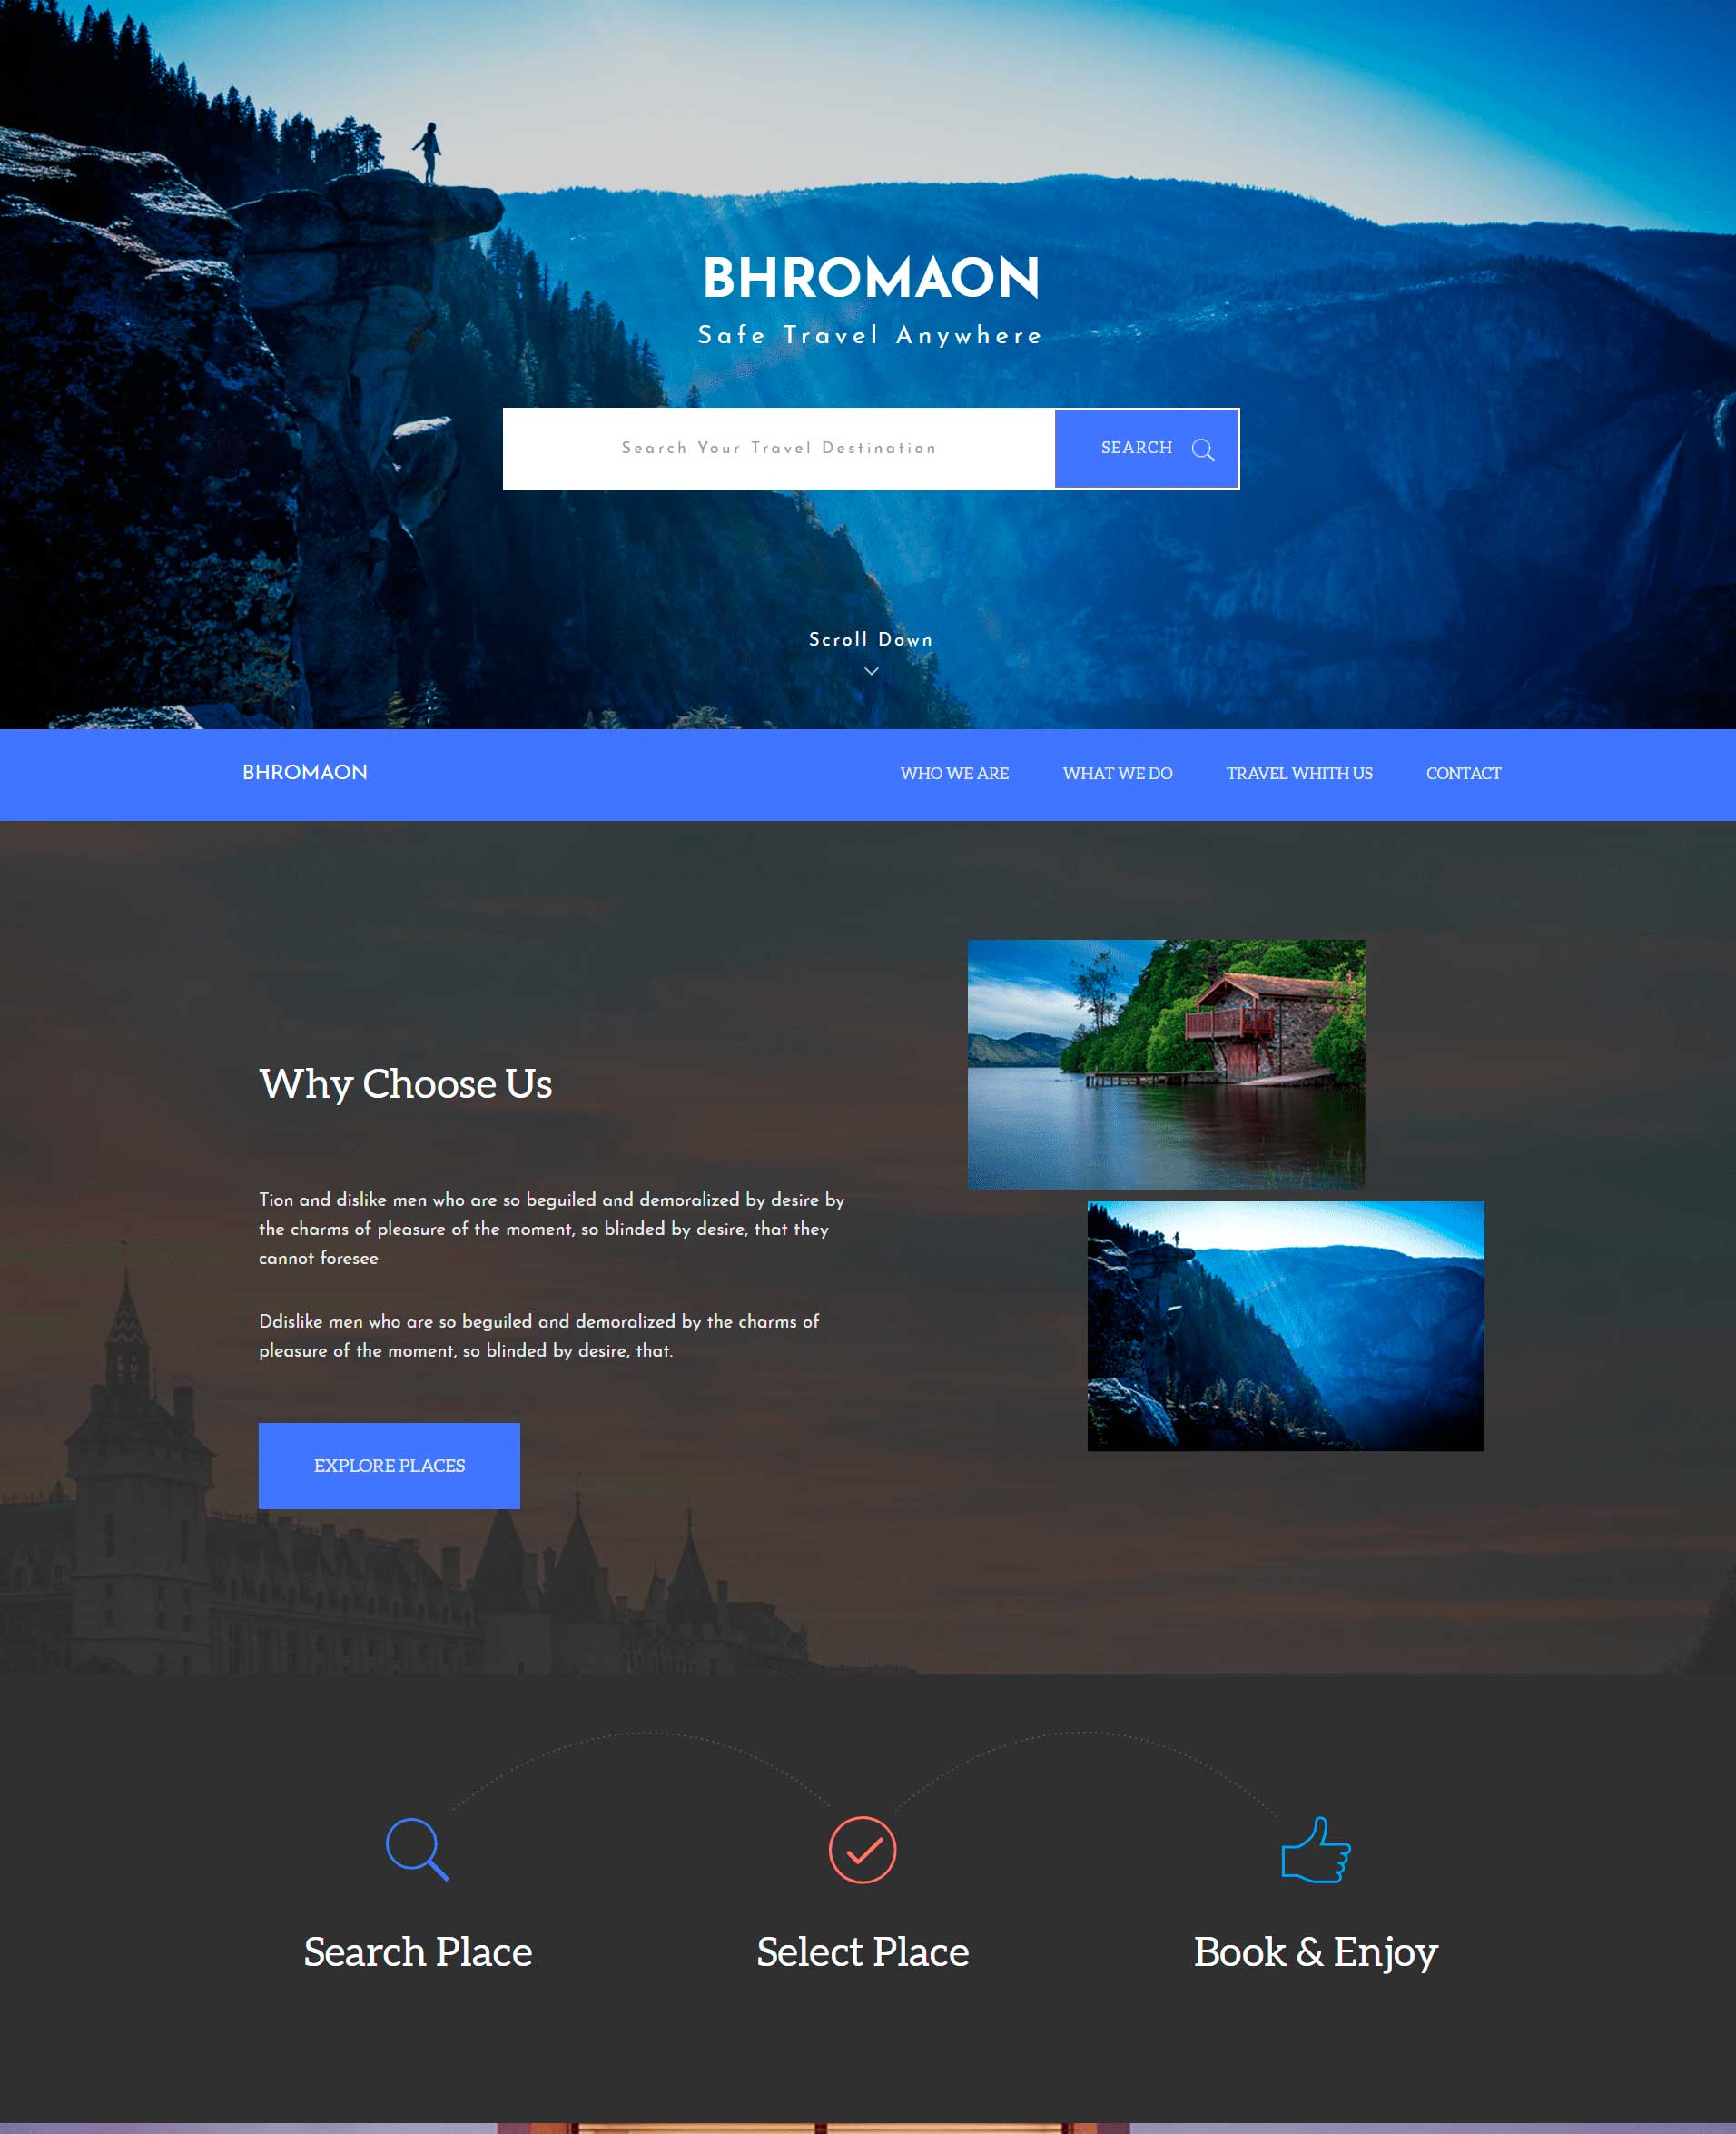 BHROMAON
Safe Travel Anywhere
Search Your Travel Destination
SEARCH
Scroll Down
BHROMAON
WHO WE ARE
WHAT WE DO
TRAVEL WHITH US
CONTACT
Why Choose Us
Tion and dislike men who are so beguiled and demoralized by desire by
the charms of pleasure of the moment, so blinded by desire, that they
cannot foresee
Ddislike men who are so beguiled and demoralized by the charms of
pleasure of the moment, so blinded by desire, that.
EXPLORE PLACES
Search Place
Select Place
Book & Enjoy